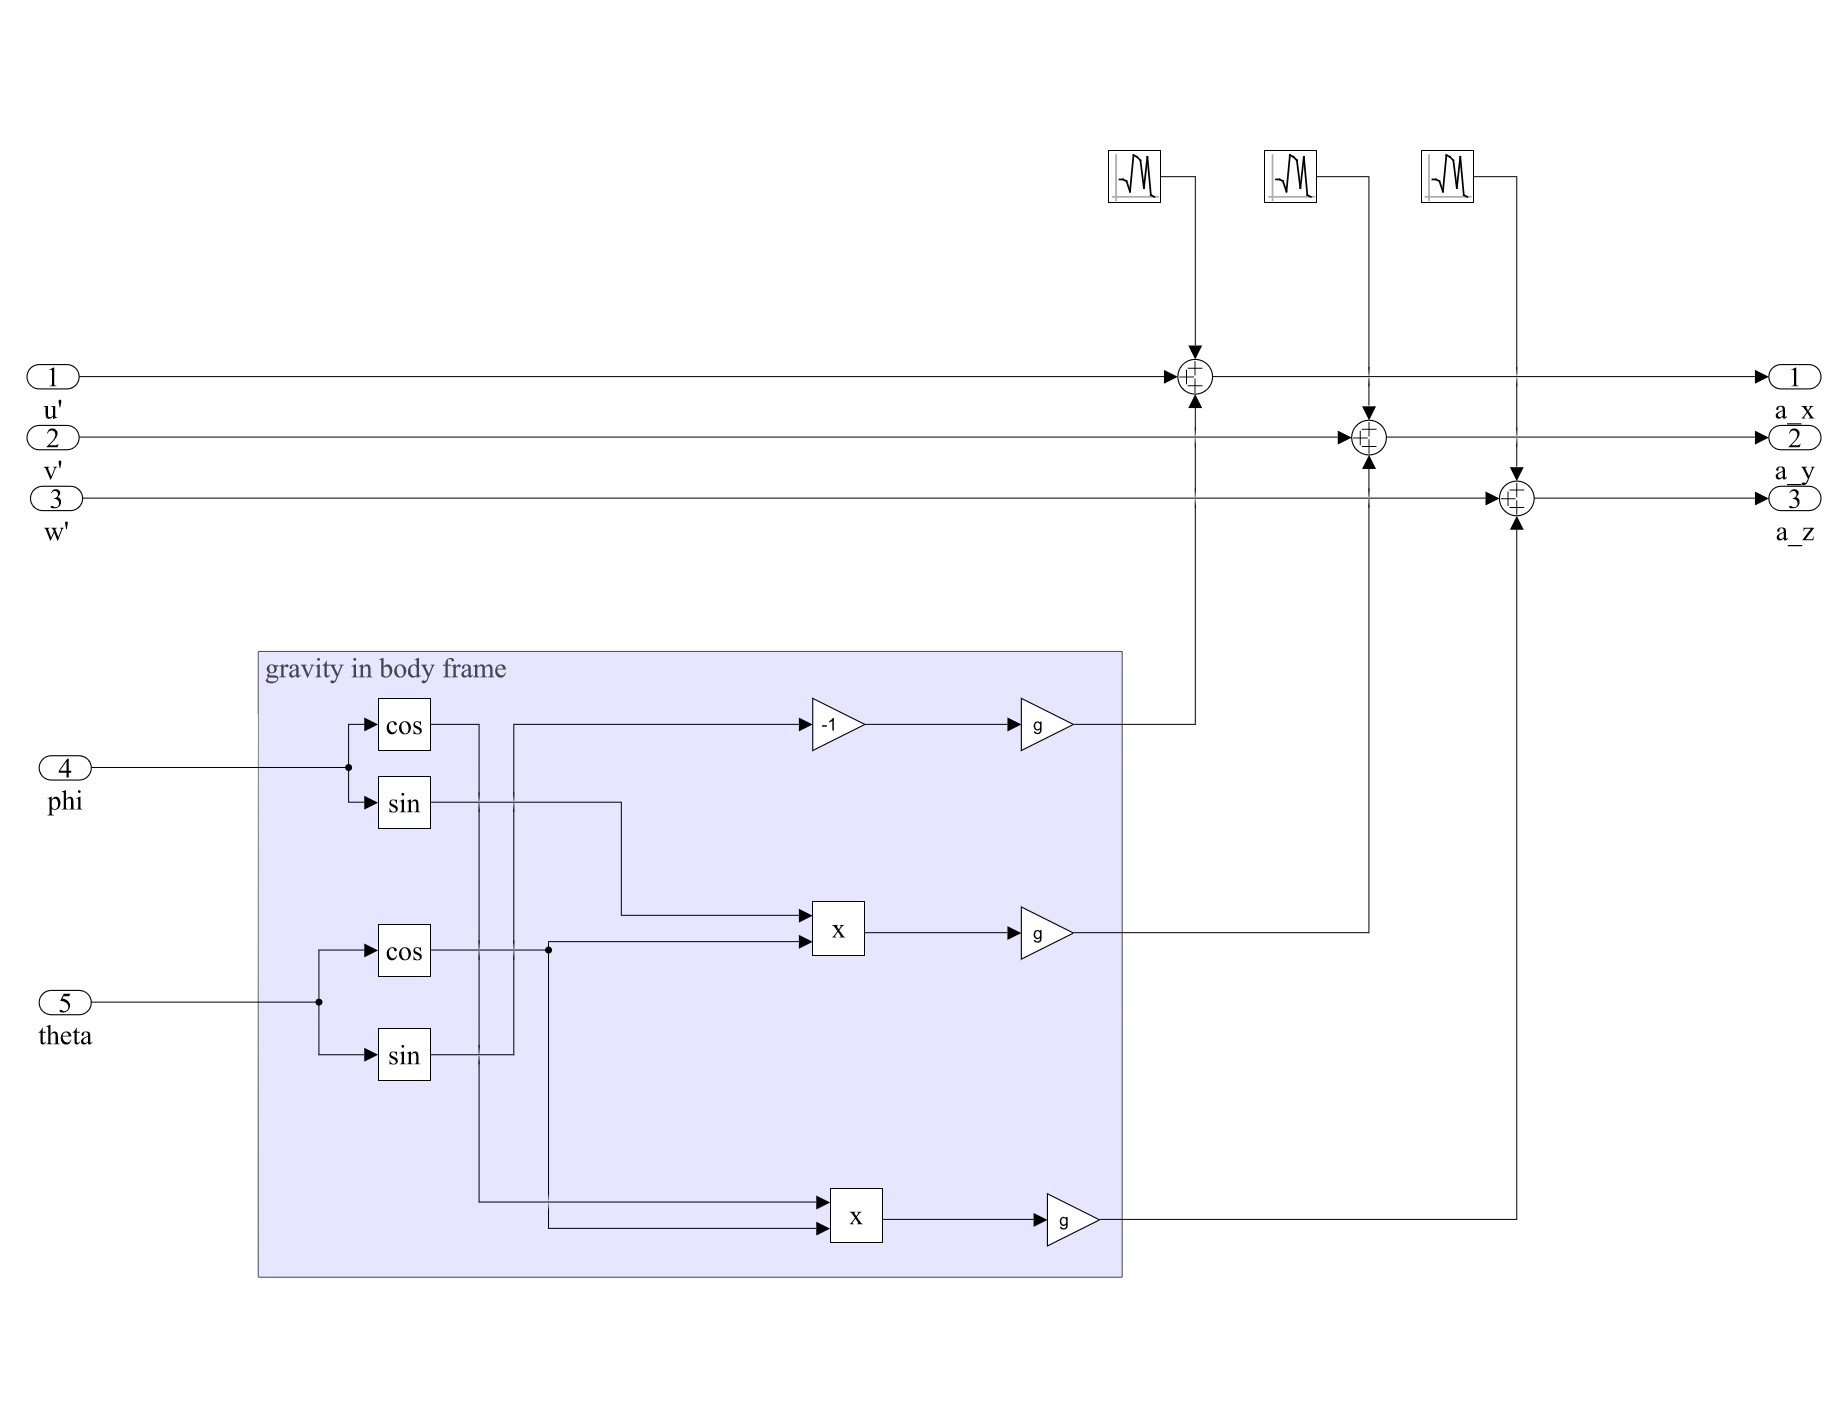 1
u'
2
v'
3
w'
1
a_x
2
a_y
3
a_z
gravity in body frame
cos
-1
g
4
phi
sin
x
g
cos
5
theta
sin
x
g